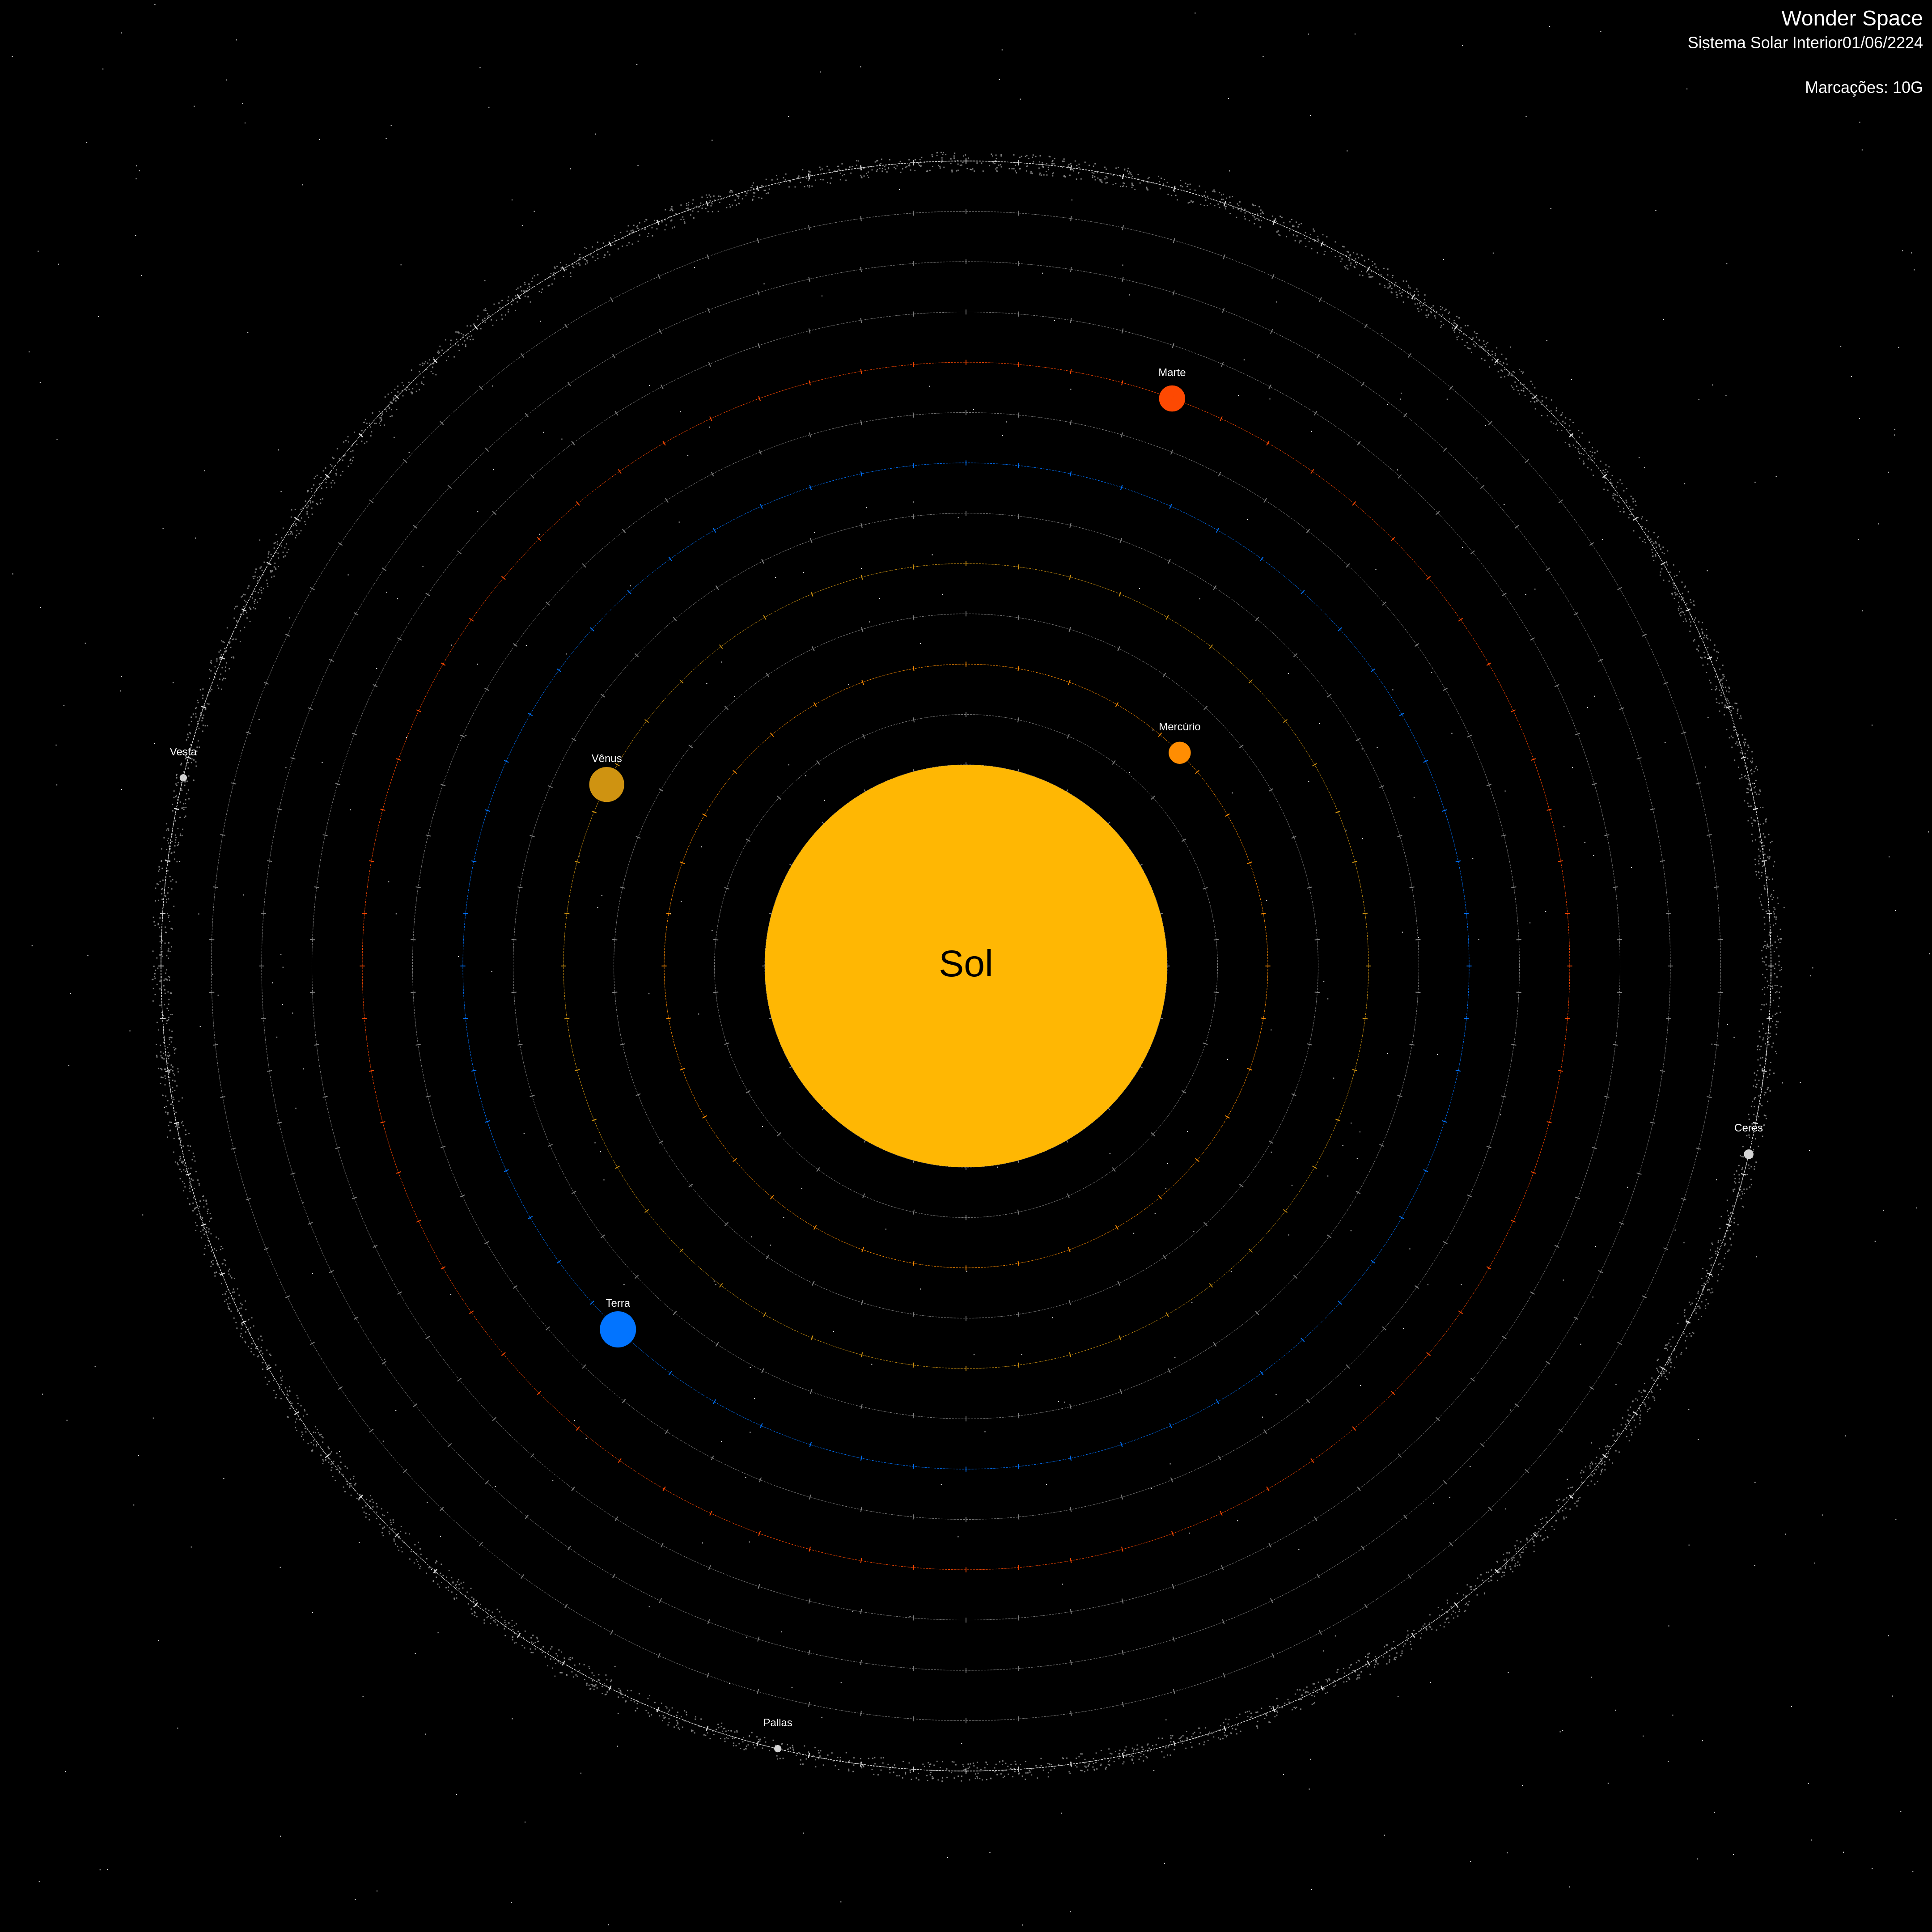 Wonder Space
Sistema Solar Interior01/06/2224
Marcações: 10G
Marte
Mercúrio
Vesta
Vênus
Sol
Ceres
Terra
Pallas